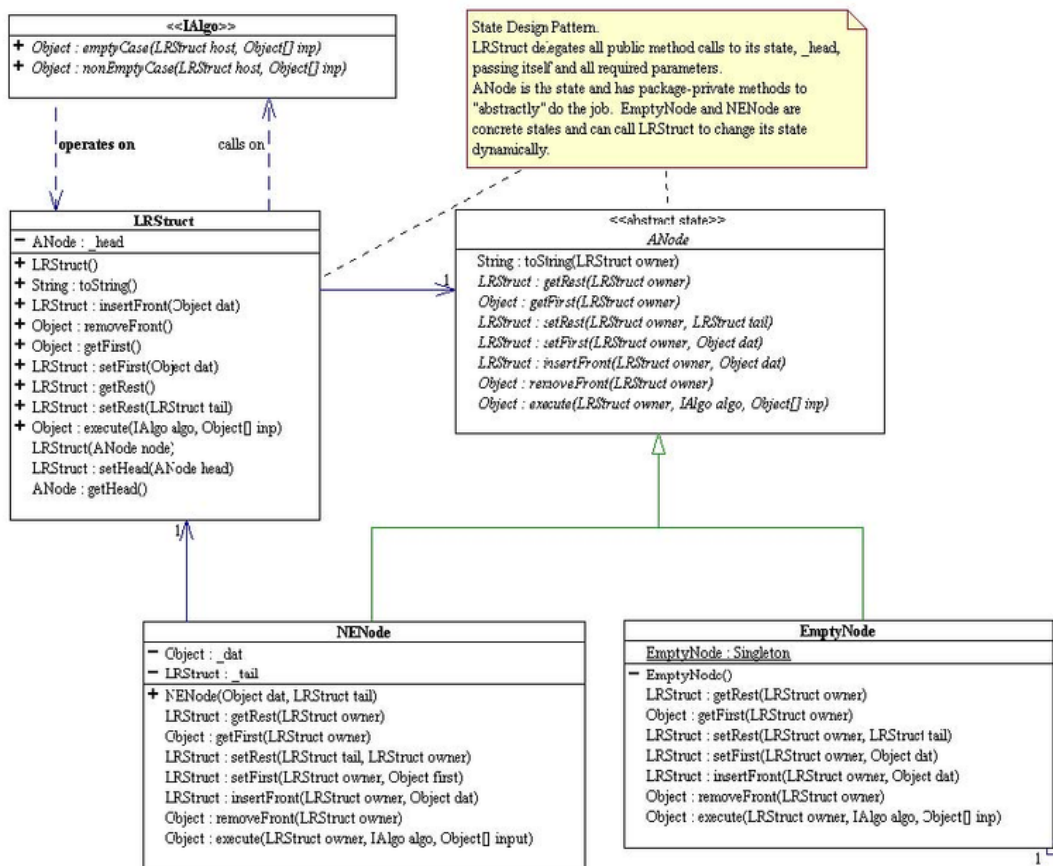 <<IAlgo>>
+ Object : emptyCase(LRStruct host, Object[] inp)
+ Object : nonEmptyCase(LRStruct host, Object[] inp)
State Design Pattern.
LRStruct delegates all public method calls to its state, _head,
passing itself and all required parameters.
ANode is the state and has package-private methods to
"abstractly" do the job. EmptyNode and NENode are
concrete states and can call LRStruct to change its state
dynamically.
operates on
calls on
LRStruct
− ANode : _head
+ LRStruct()
+ String : toString()
+ LRStruct : insertFront(Object dat)
+ Object : removeFront()
+ Object : getFirst()
+ LRStruct : setFirst(Object dat)
+ LRStruct : getRest()
+ LRStruct : setRest(LRStruct tail)
+ Object : execute(IAlgo algo, Object[] inp)
LRStruct(ANode node)
LRStruct : setHead(ANode head)
ANode : getHead()
1
<<abstract state>>
ANode
String : toString(LRStruct owner)
LRStruct : getRest(LRStruct owner)
Object : getFirst(LRStruct owner)
LRStruct : setRest(LRStruct owner, LRStruct tail)
LRStruct : setFirst(LRStruct owner, Object dat)
LRStruct : insertFront(LRStruct owner, Object dat)
Object : removeFront(LRStruct owner)
Object : execute(LRStruct owner, IAlgo algo, Object[] inp)
1
NENode
− Object : _dat
− LRStruct : _tail
+ NENode(Object dat, LRStruct tail)
LRStruct : getRest(LRStruct owner)
Object : getFirst(LRStruct owner)
LRStruct : setRest(LRStruct tail, LRStruct owner)
LRStruct : setFirst(LRStruct owner, Object first)
LRStruct : insertFront(LRStruct owner, Object dat)
Object : removeFront(LRStruct owner)
Object : execute(LRStruct owner, IAlgo algo, Object[] input)
EmptyNode
EmptyNode : Singleton
− EmptyNode()
LRStruct : getRest(LRStruct owner)
Object : getFirst(LRStruct owner)
LRStruct : setRest(LRStruct owner, LRStruct tail)
LRStruct : setFirst(LRStruct owner, Object dat)
LRStruct : insertFront(LRStruct owner, Object dat)
Object : removeFront(LRStruct owner)
Object : execute(LRStruct owner, IAlgo algo, Object[] inp)
1